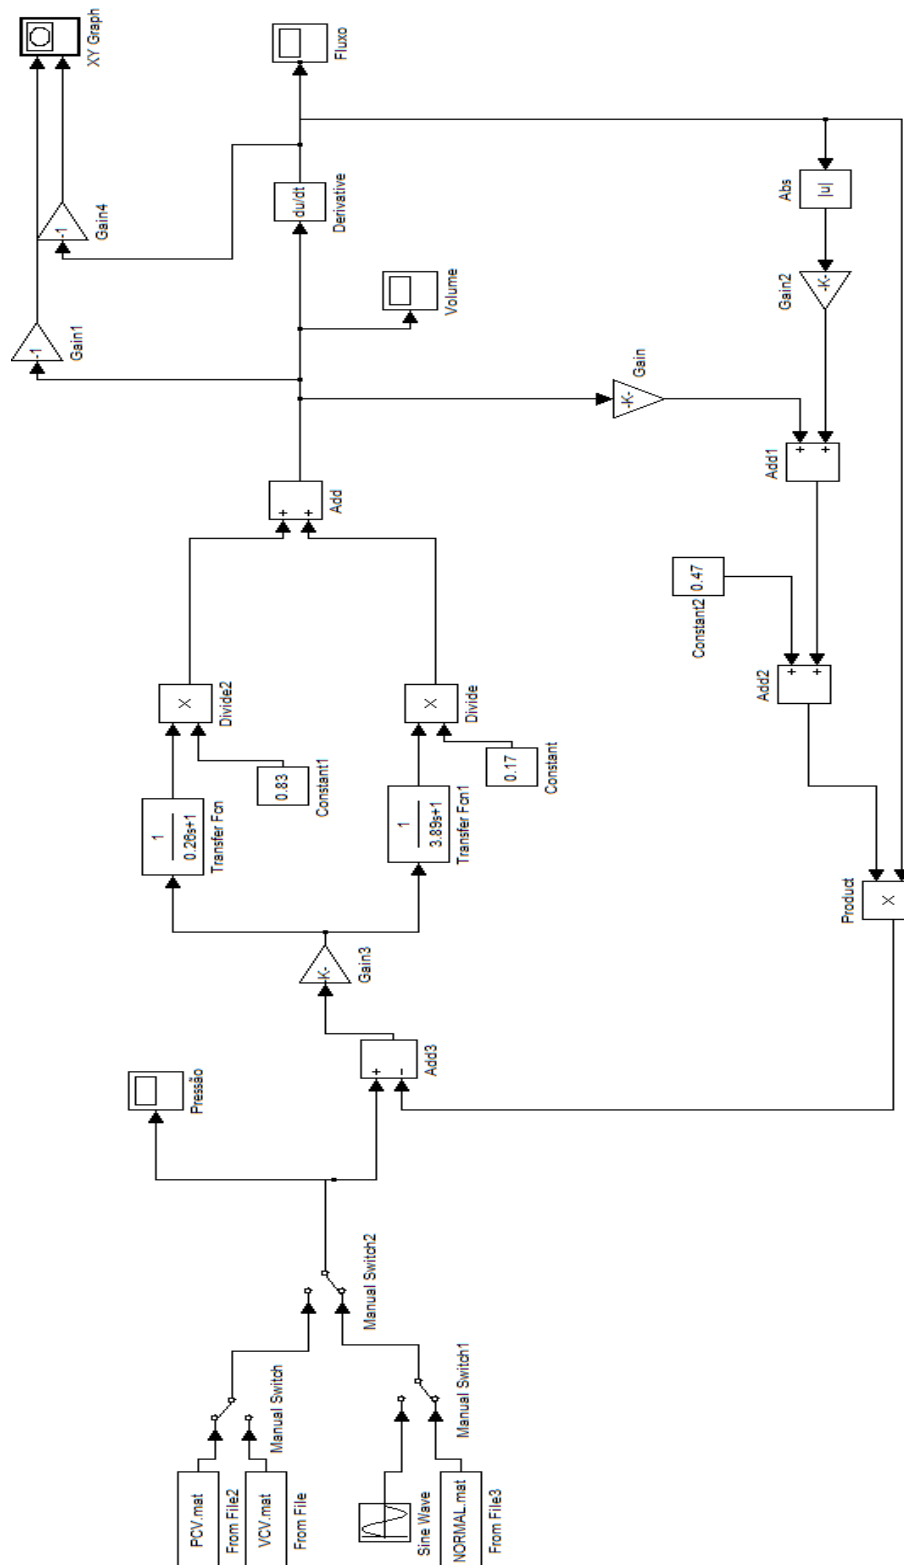 PCV.mat
From File2
VCV.mat
From File
Manual Switch
Sine Wave
NORMAL.mat
From File3
Manual Switch1
Manual Switch2
Pressão
+
-
Add3
-K-
Gain3
1
0.26s+1
Transfer Fcn
1
3.89s+1
Transfer Fcn1
0.83
Constant1
X
Divide2
0.17
Constant
X
Divide
+
+
Add
-1
Gain1
-1
Gain4
XY Graph
Volume
du/dt
Derivative
Fluxo
-K-
Gain
|u|
Abs
-K-
Gain2
+
+
Add1
0.47
Constant2
+
+
Add2
X
Product